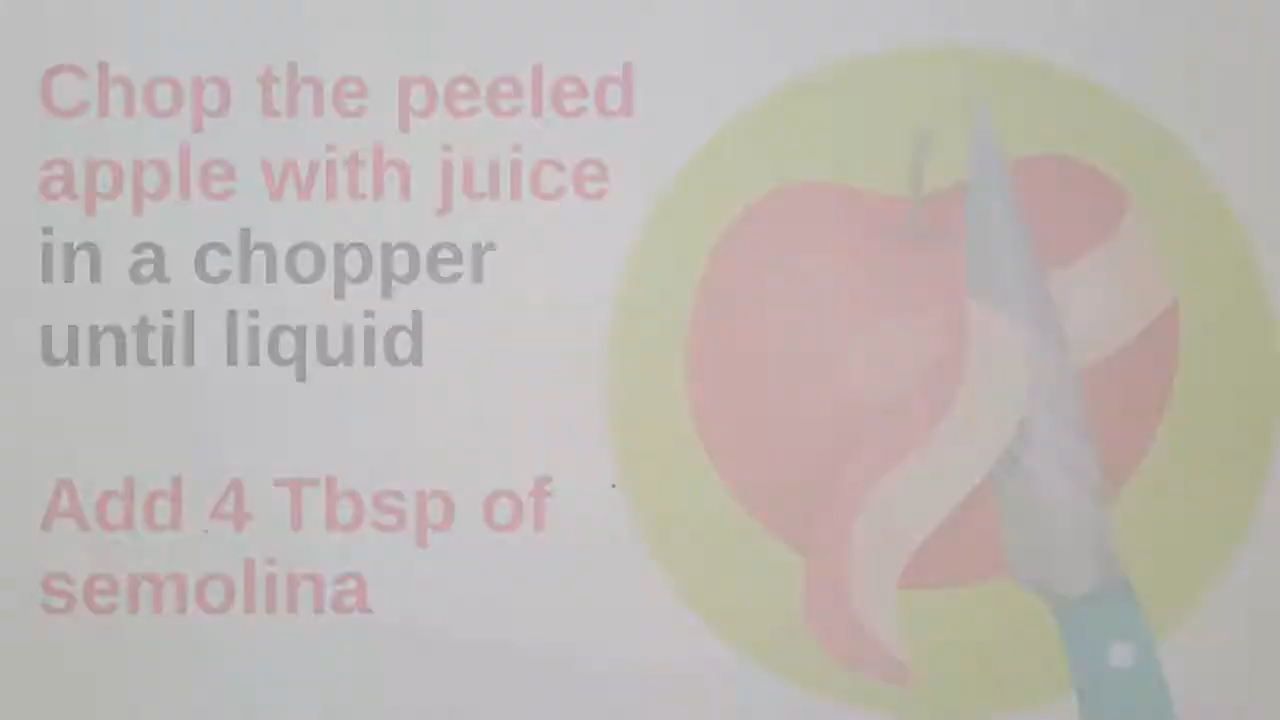 Chop the peeled
apple with juice
in a chopper
until liquid
Add 4 Tbsp of
semolina